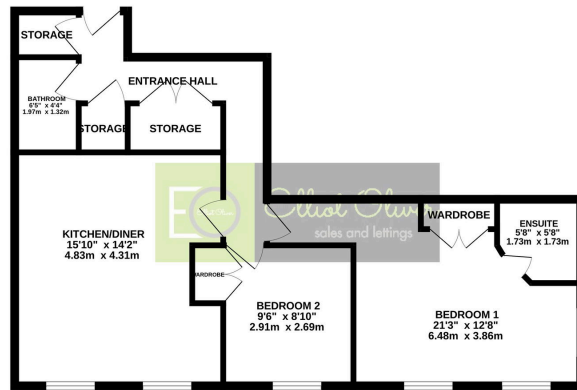 STORAGE
ENTRANCE HALL
BATHROOM
6'5" x 4'4"
1.97m x 1.32m
STORAGE
STORAGE
KITCHEN/DINER
15'10" x 14'2"
4.83m x 4.31m
Elliot Oliver
sales and lettings
WARDROBE
ENSUITE
5'8" x 5'8"
1.73m x 1.73m
WARDROBE
BEDROOM 2
9'6" x 8'10"
2.91m x 2.69m
BEDROOM 1
21'3" x 12'8"
6.48m x 3.86m